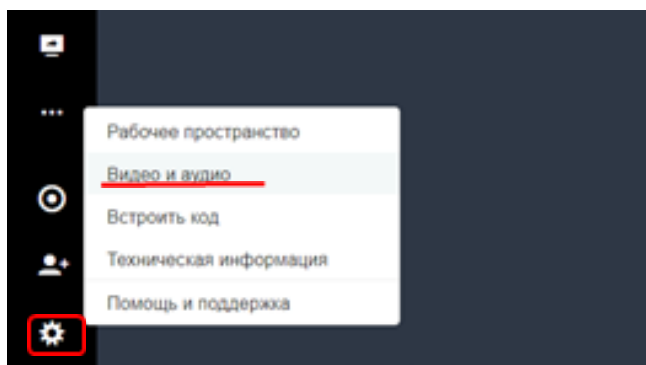 Рабочее пространство
Видео и аудио
Встроить код
Техническая информация
Помощь и поддержка